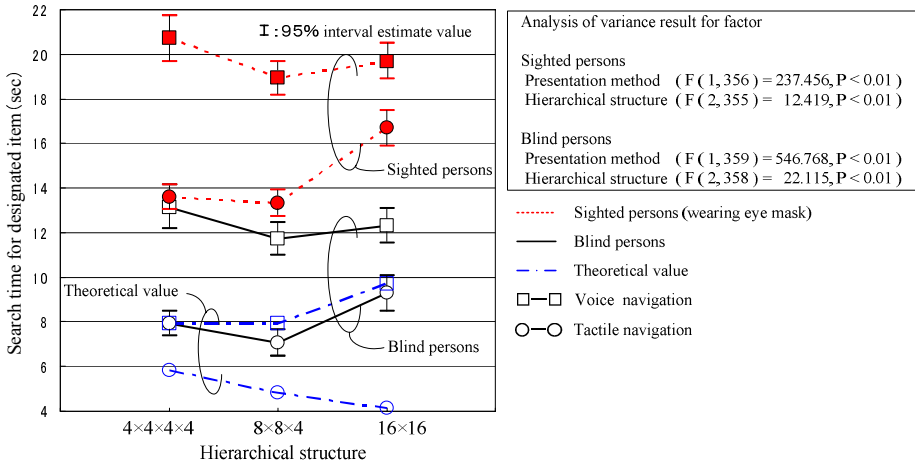 22
20
18
16
14
12
10
8
6
4
Search time for designated item (sec)
I:95% interval estimate value
Sighted persons
Theoretical value
Blind persons
4×4×4×4
8×8×4
16×16
Hierarchical structure
Analysis of variance result for factor
Sighted persons
Presentation method (F(1,356)=237.456,P<0.01)
Hierarchical structure (F(2,355)= 12.419,P<0.01)
Blind persons
Presentation method (F(1,359)=546.768,P<0.01)
Hierarchical structure (F(2,358)= 22.115,P<0.01)
Sighted persons (wearing eye mask)
Blind persons
Theoretical value
Voice navigation
Tactile navigation